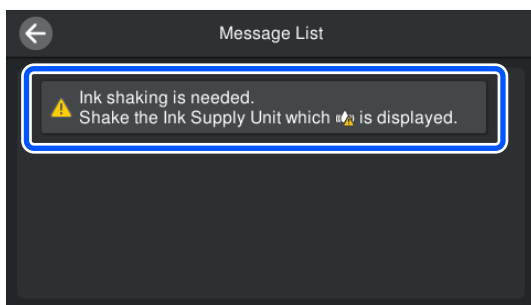 Message List
Ink shaking is needed.
Shake the Ink Supply Unit which is displayed.